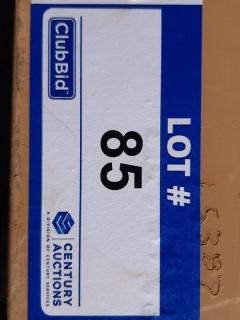 LOT #
85
ClubBid
CENTURY
AUCTIONS
A DIVISION OF CENTURY SERVICES